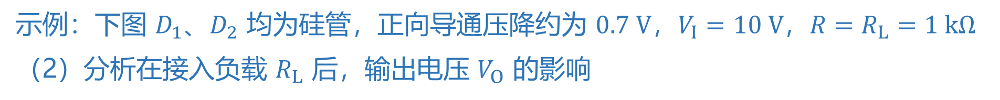 示例：下图 D₁、D₂ 均为硅管，正向导通压降约为 0.7 V，V_I = 10 V，R = R_L = 1 kΩ
（2）分析在接入负载 R_L 后，输出电压 V_O 的影响